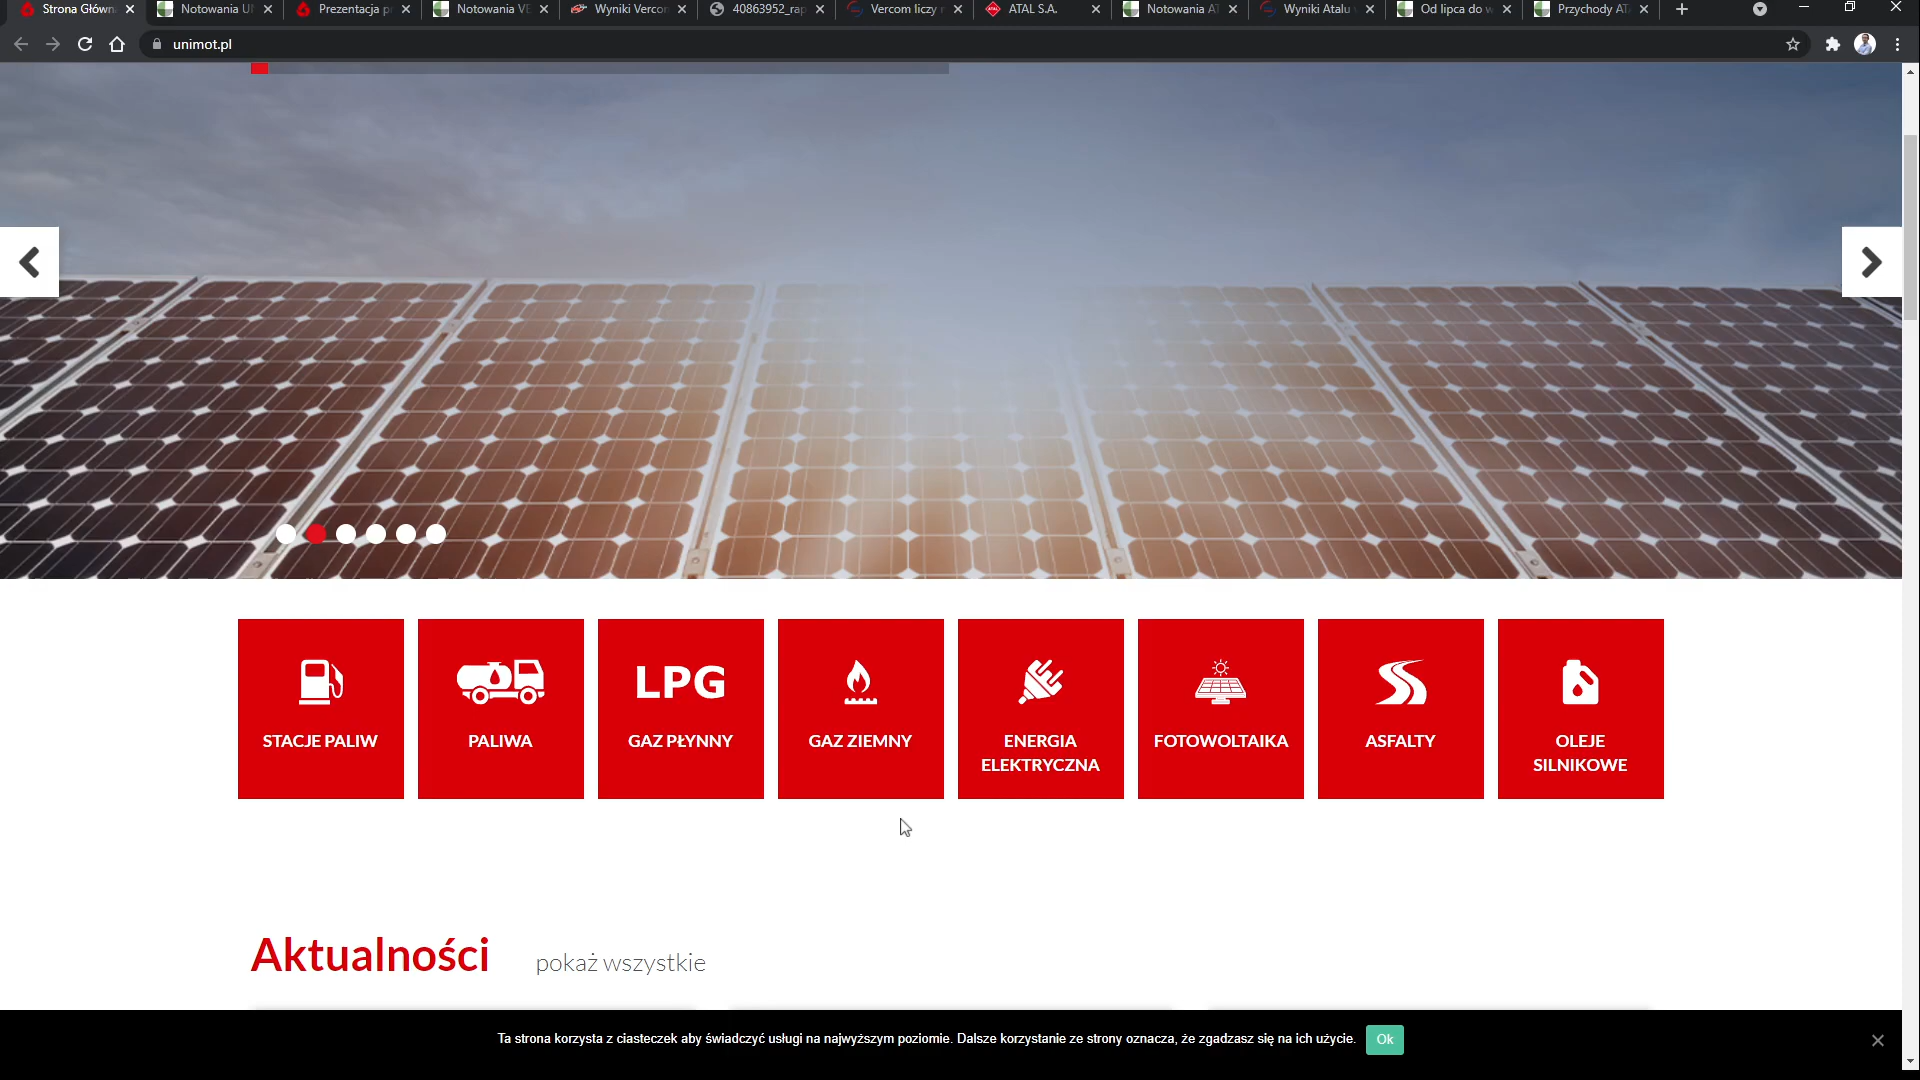 Strona Główn
Notowania UN
Prezentacja p
Notowania VE
Wyniki Vercon
40863952_rap
Vercom liczy n
ATAL S.A.
Notowania AT
Wyniki Atalu
Od lipca do w
Przychody AT
unimot.pl
STACJE PALIW
PALIWA
LPG
GAZ PŁYNNY
GAZ ZIEMNY
ENERGIA
ELEKTRYCZNA
FOTOWOLTAIKA
ASFALTY
OLEJE
SILNIKOWE
Aktualności
pokaż wszystkie
Ta strona korzysta z ciasteczek aby świadczyć usługi na najwyższym poziomie. Dalsze korzystanie ze strony oznacza, że zgadzasz się na ich użycie.
Ok